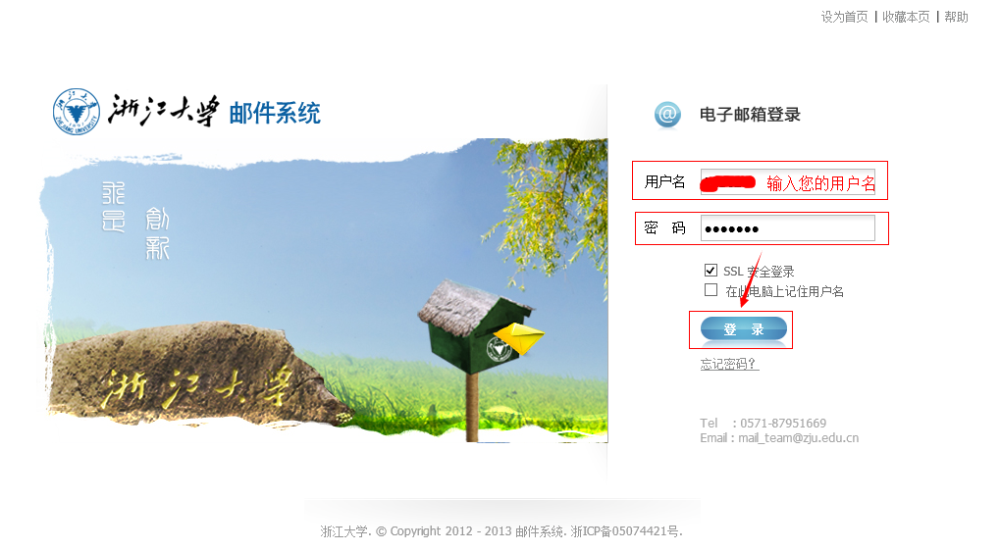 设为首页 | 收藏本页 | 帮助
浙江大学 邮件系统
ZHEJIANG UNIVERSITY
1897
电子邮箱登录
求是
創新
用户名 输入您的用户名
密 码 •••••••
SSL 安全登录
在此电脑上记住用户名
登 录
忘记密码?
浙江大学
Tel : 0571-87951669
Email : mail_team@zju.edu.cn
浙江大学. © Copyright 2012 - 2013 邮件系统. 浙ICP备05074421号.